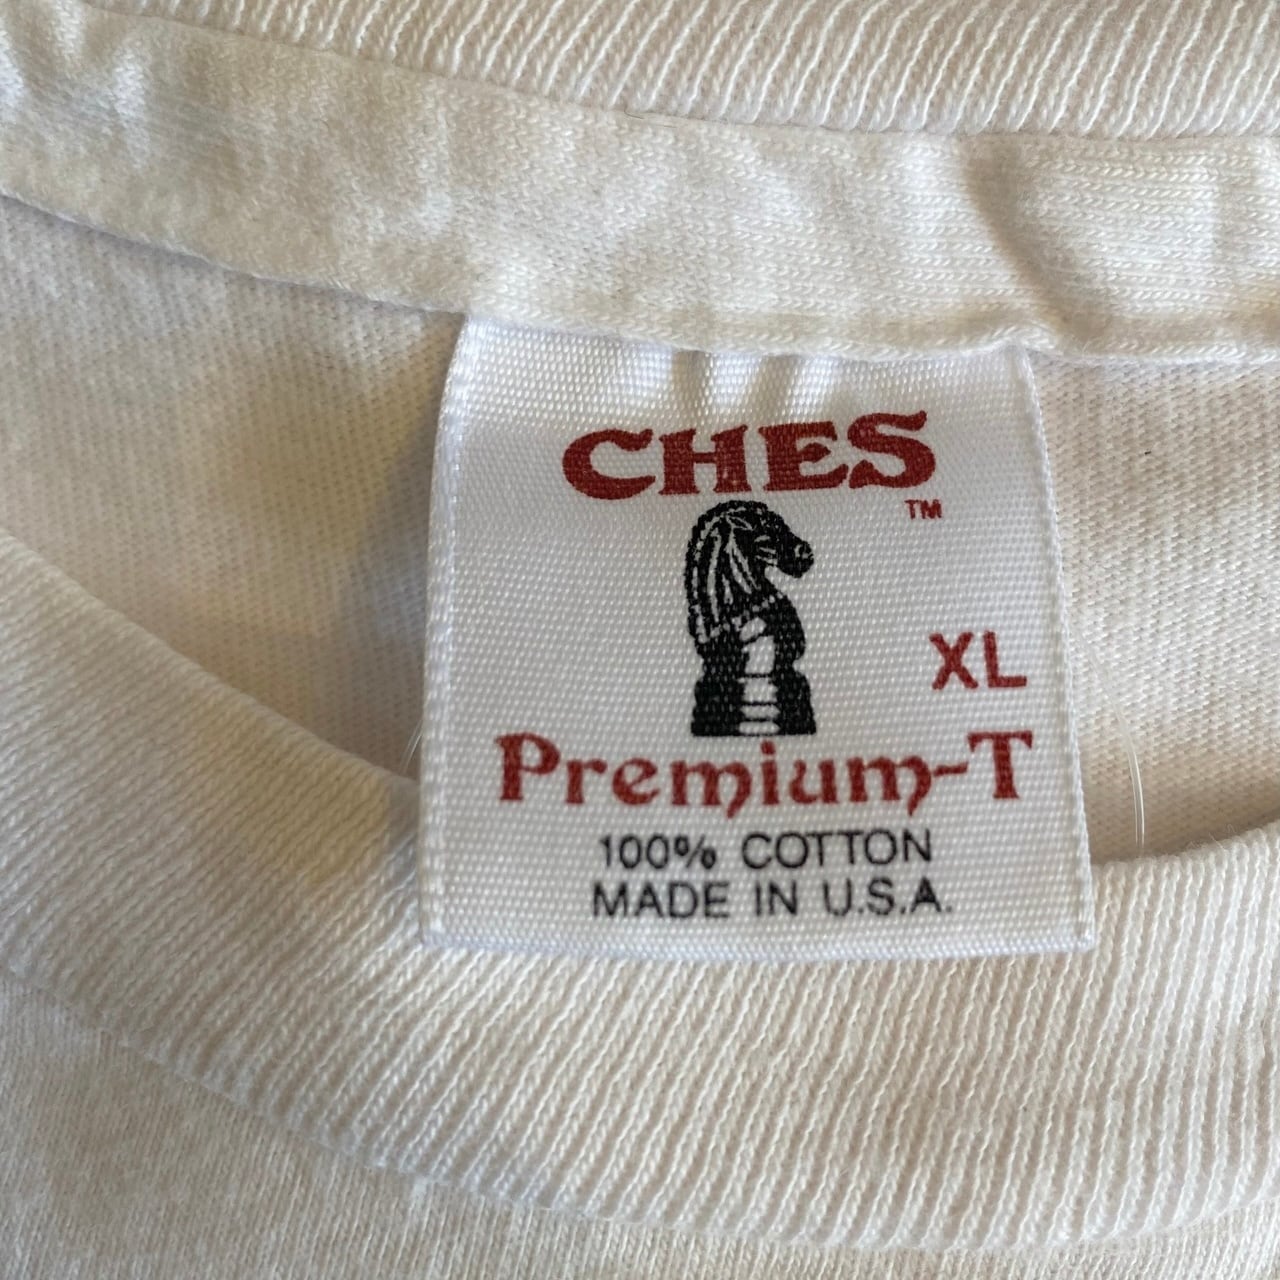 CHES
TM
XL
Premium-T
100% COTTON
MADE IN U.S.A.